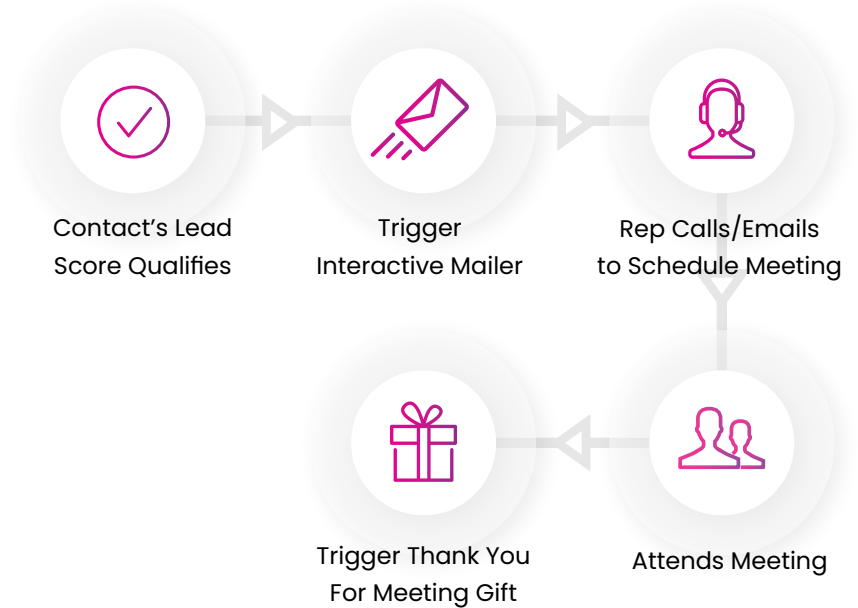 Contact’s Lead
Score Qualifies
Trigger
Interactive Mailer
Rep Calls/Emails
to Schedule Meeting
Attends Meeting
Trigger Thank You
For Meeting Gift